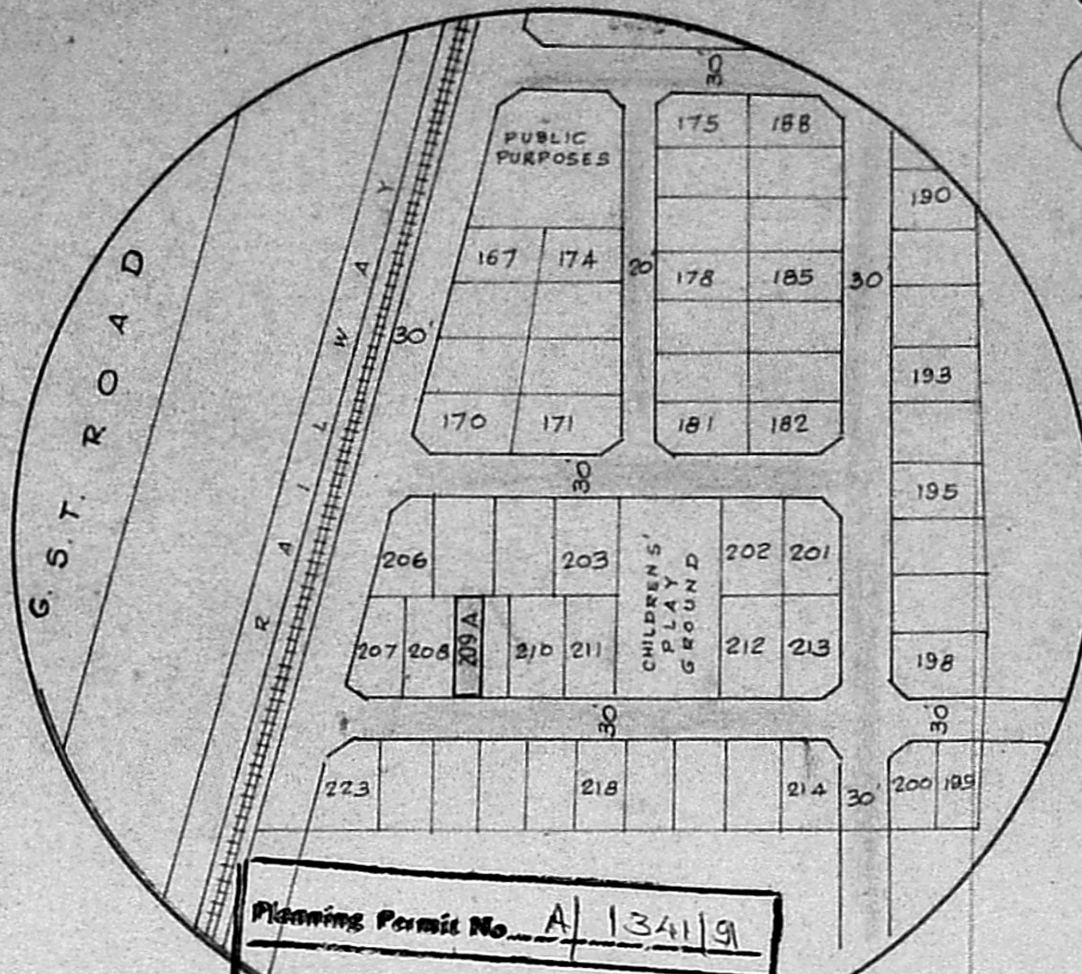 30'
PUBLIC
PURPOSES
175 188
190
167 174
20'
178 185
30
30'
193
170 171
181 182
30'
195
206
203
202 201
CHILDREN'S'
PLAY
GROUND
207 208 209 A 210 211
212 213
198
30'
30'
223
218
214
30'
200 199
G. S. T. ROAD
RAILWAY
Planning Permit No. A/ 1341/91